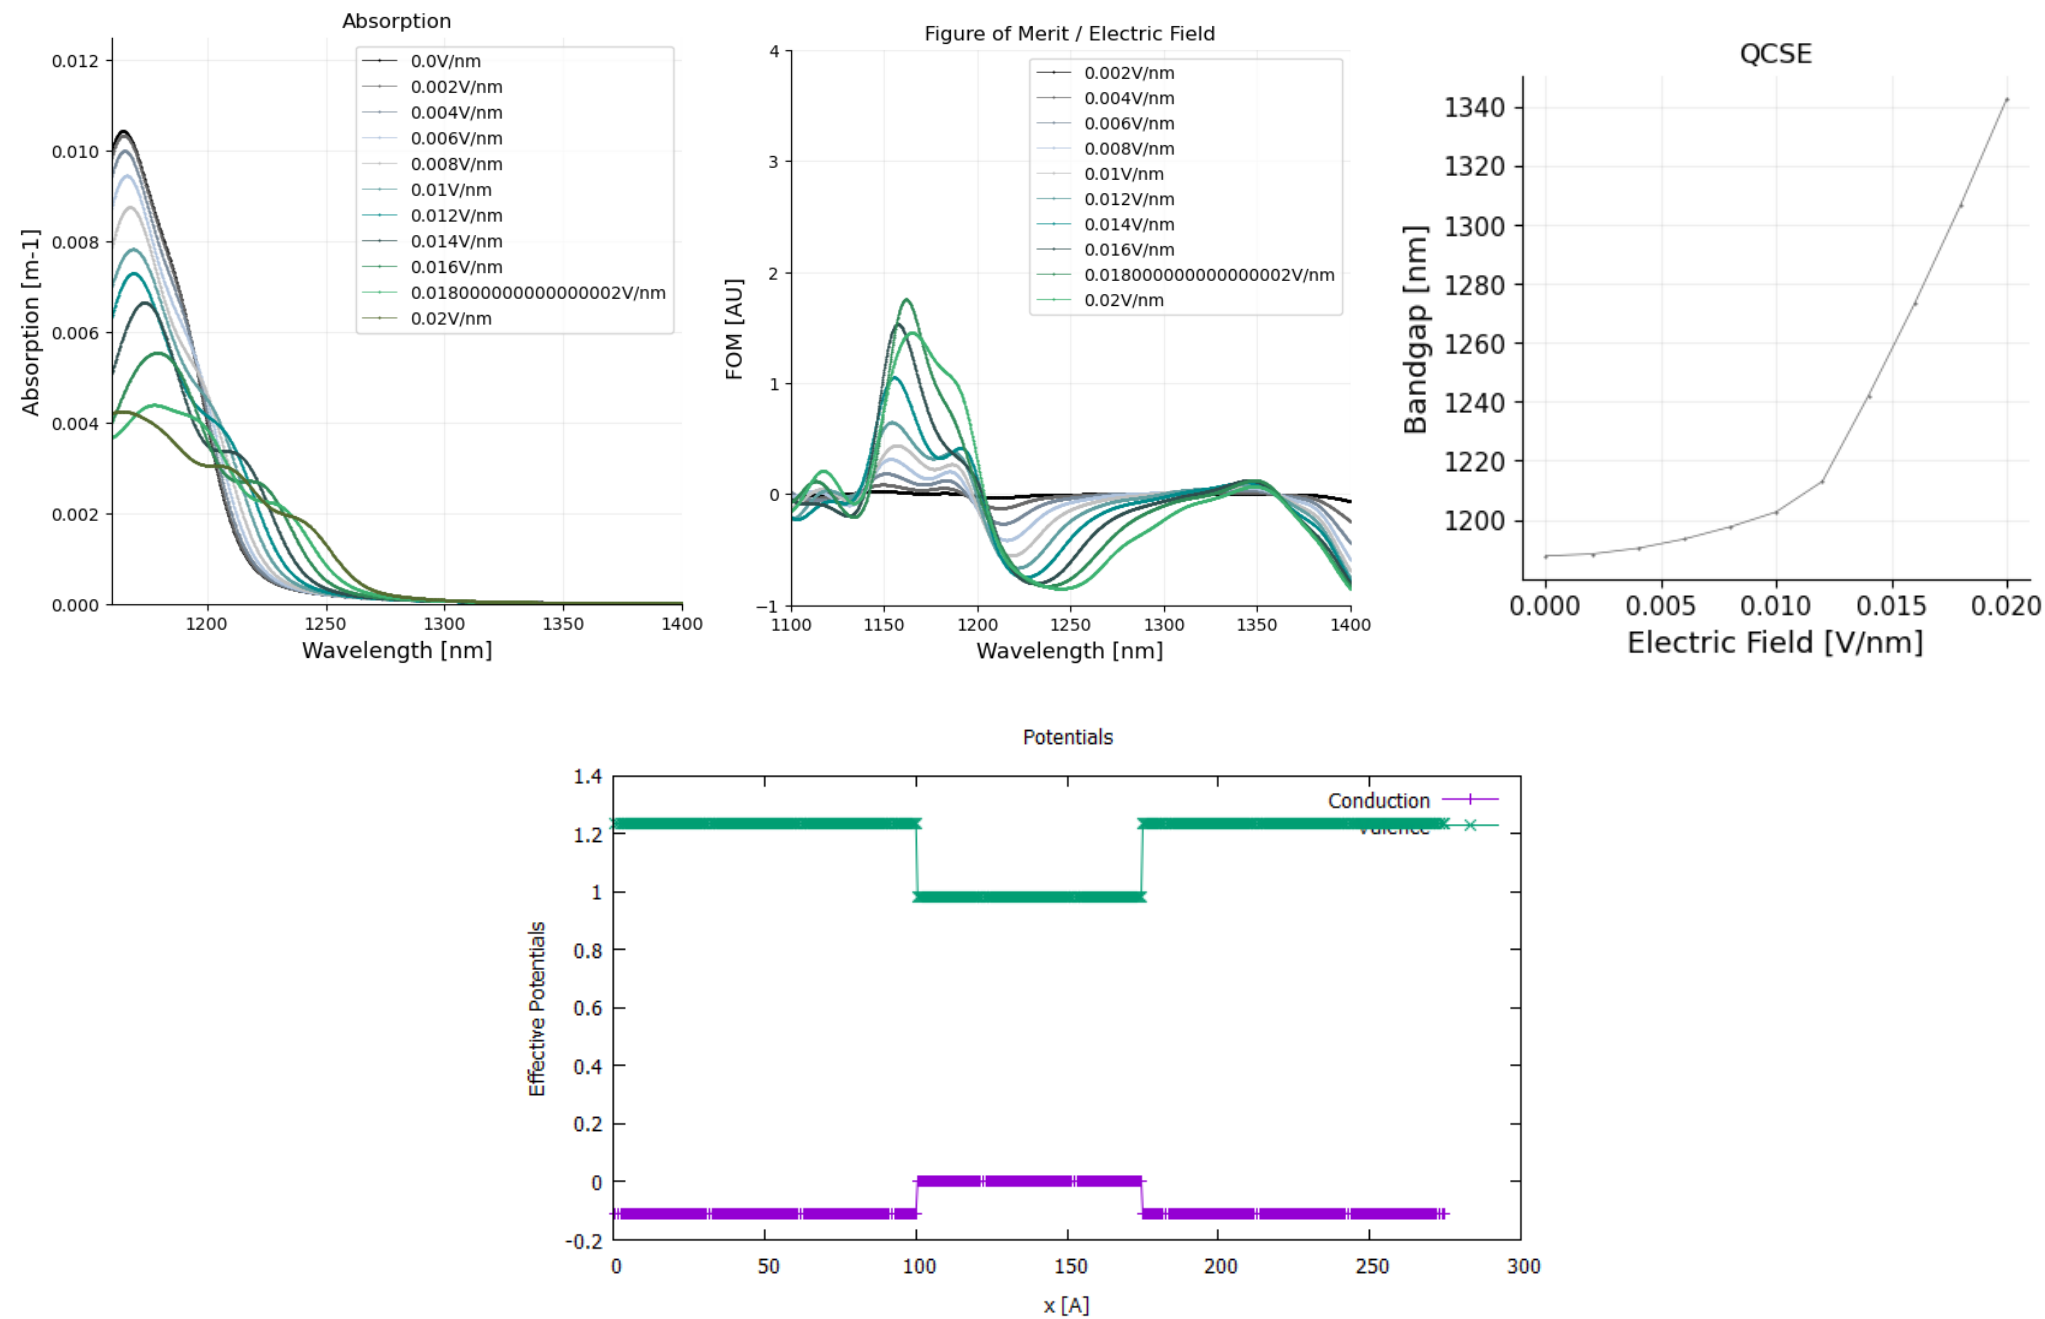 Absorption
0.012
0.010
0.008
0.006
0.004
0.002
0.000
Absorption [m-1]
0.0V/nm
0.002V/nm
0.004V/nm
0.006V/nm
0.008V/nm
0.01V/nm
0.012V/nm
0.014V/nm
0.016V/nm
0.018000000000000002V/nm
0.02V/nm
1200
1250
1300
1350
1400
Wavelength [nm]
Figure of Merit / Electric Field
4
3
2
1
0
−1
FOM [AU]
0.002V/nm
0.004V/nm
0.006V/nm
0.008V/nm
0.01V/nm
0.012V/nm
0.014V/nm
0.016V/nm
0.018000000000000002V/nm
0.02V/nm
1100
1150
1200
1250
1300
1350
1400
Wavelength [nm]
QCSE
1340
1320
1300
1280
1260
1240
1220
1200
Bandgap [nm]
0.000
0.005
0.010
0.015
0.020
Electric Field [V/nm]
Potentials
1.4
1.2
1
0.8
0.6
0.4
0.2
0
-0.2
Effective Potentials
Conduction
Valence
0
50
100
150
200
250
300
x [A]